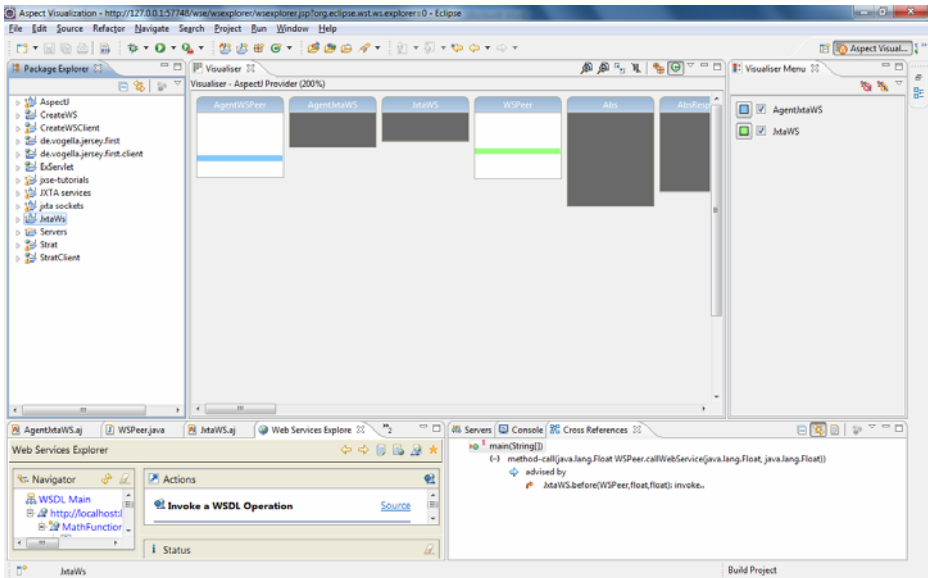 Aspect Visualization - http://127.0.0.1:57748/wse/wsexplorer/wsexplorer.jsp?org.eclipse.wst.ws.explorer=0 - Eclipse
File Edit Source Refactor Navigate Search Project Run Window Help
Aspect Visual...
Package Explorer
AspectJ
CreateWS
CreateWSClient
de.vogella.jersey.first
de.vogella.jersey.first.client
ExServlet
jxse-tutorials
JXTA services
jxta sockets
JxtaWs
Servers
Strat
StratClient
Visualiser
Visualiser - AspectJ Provider (200%)
AgentWSPeer AgentJxtaWS JxtaWS WSPeer Abs AbsResp
Visualiser Menu
AgentJxtaWS
JxtaWS
AgentJxtaWS.aj WSPeer.java JxtaWS.aj Web Services Explore "2
Web Services Explorer
Navigator
WSDL Main
http://localhost:
MathFunction
Actions
Invoke a WSDL Operation Source
i Status
Servers Console Cross References
main(String[])
method-call(java.lang.Float WSPeer.callWebService(java.lang.Float, java.lang.Float))
advised by
JxtaWS.before(WSPeer,float,float): invoke..
JxtaWs
Build Project